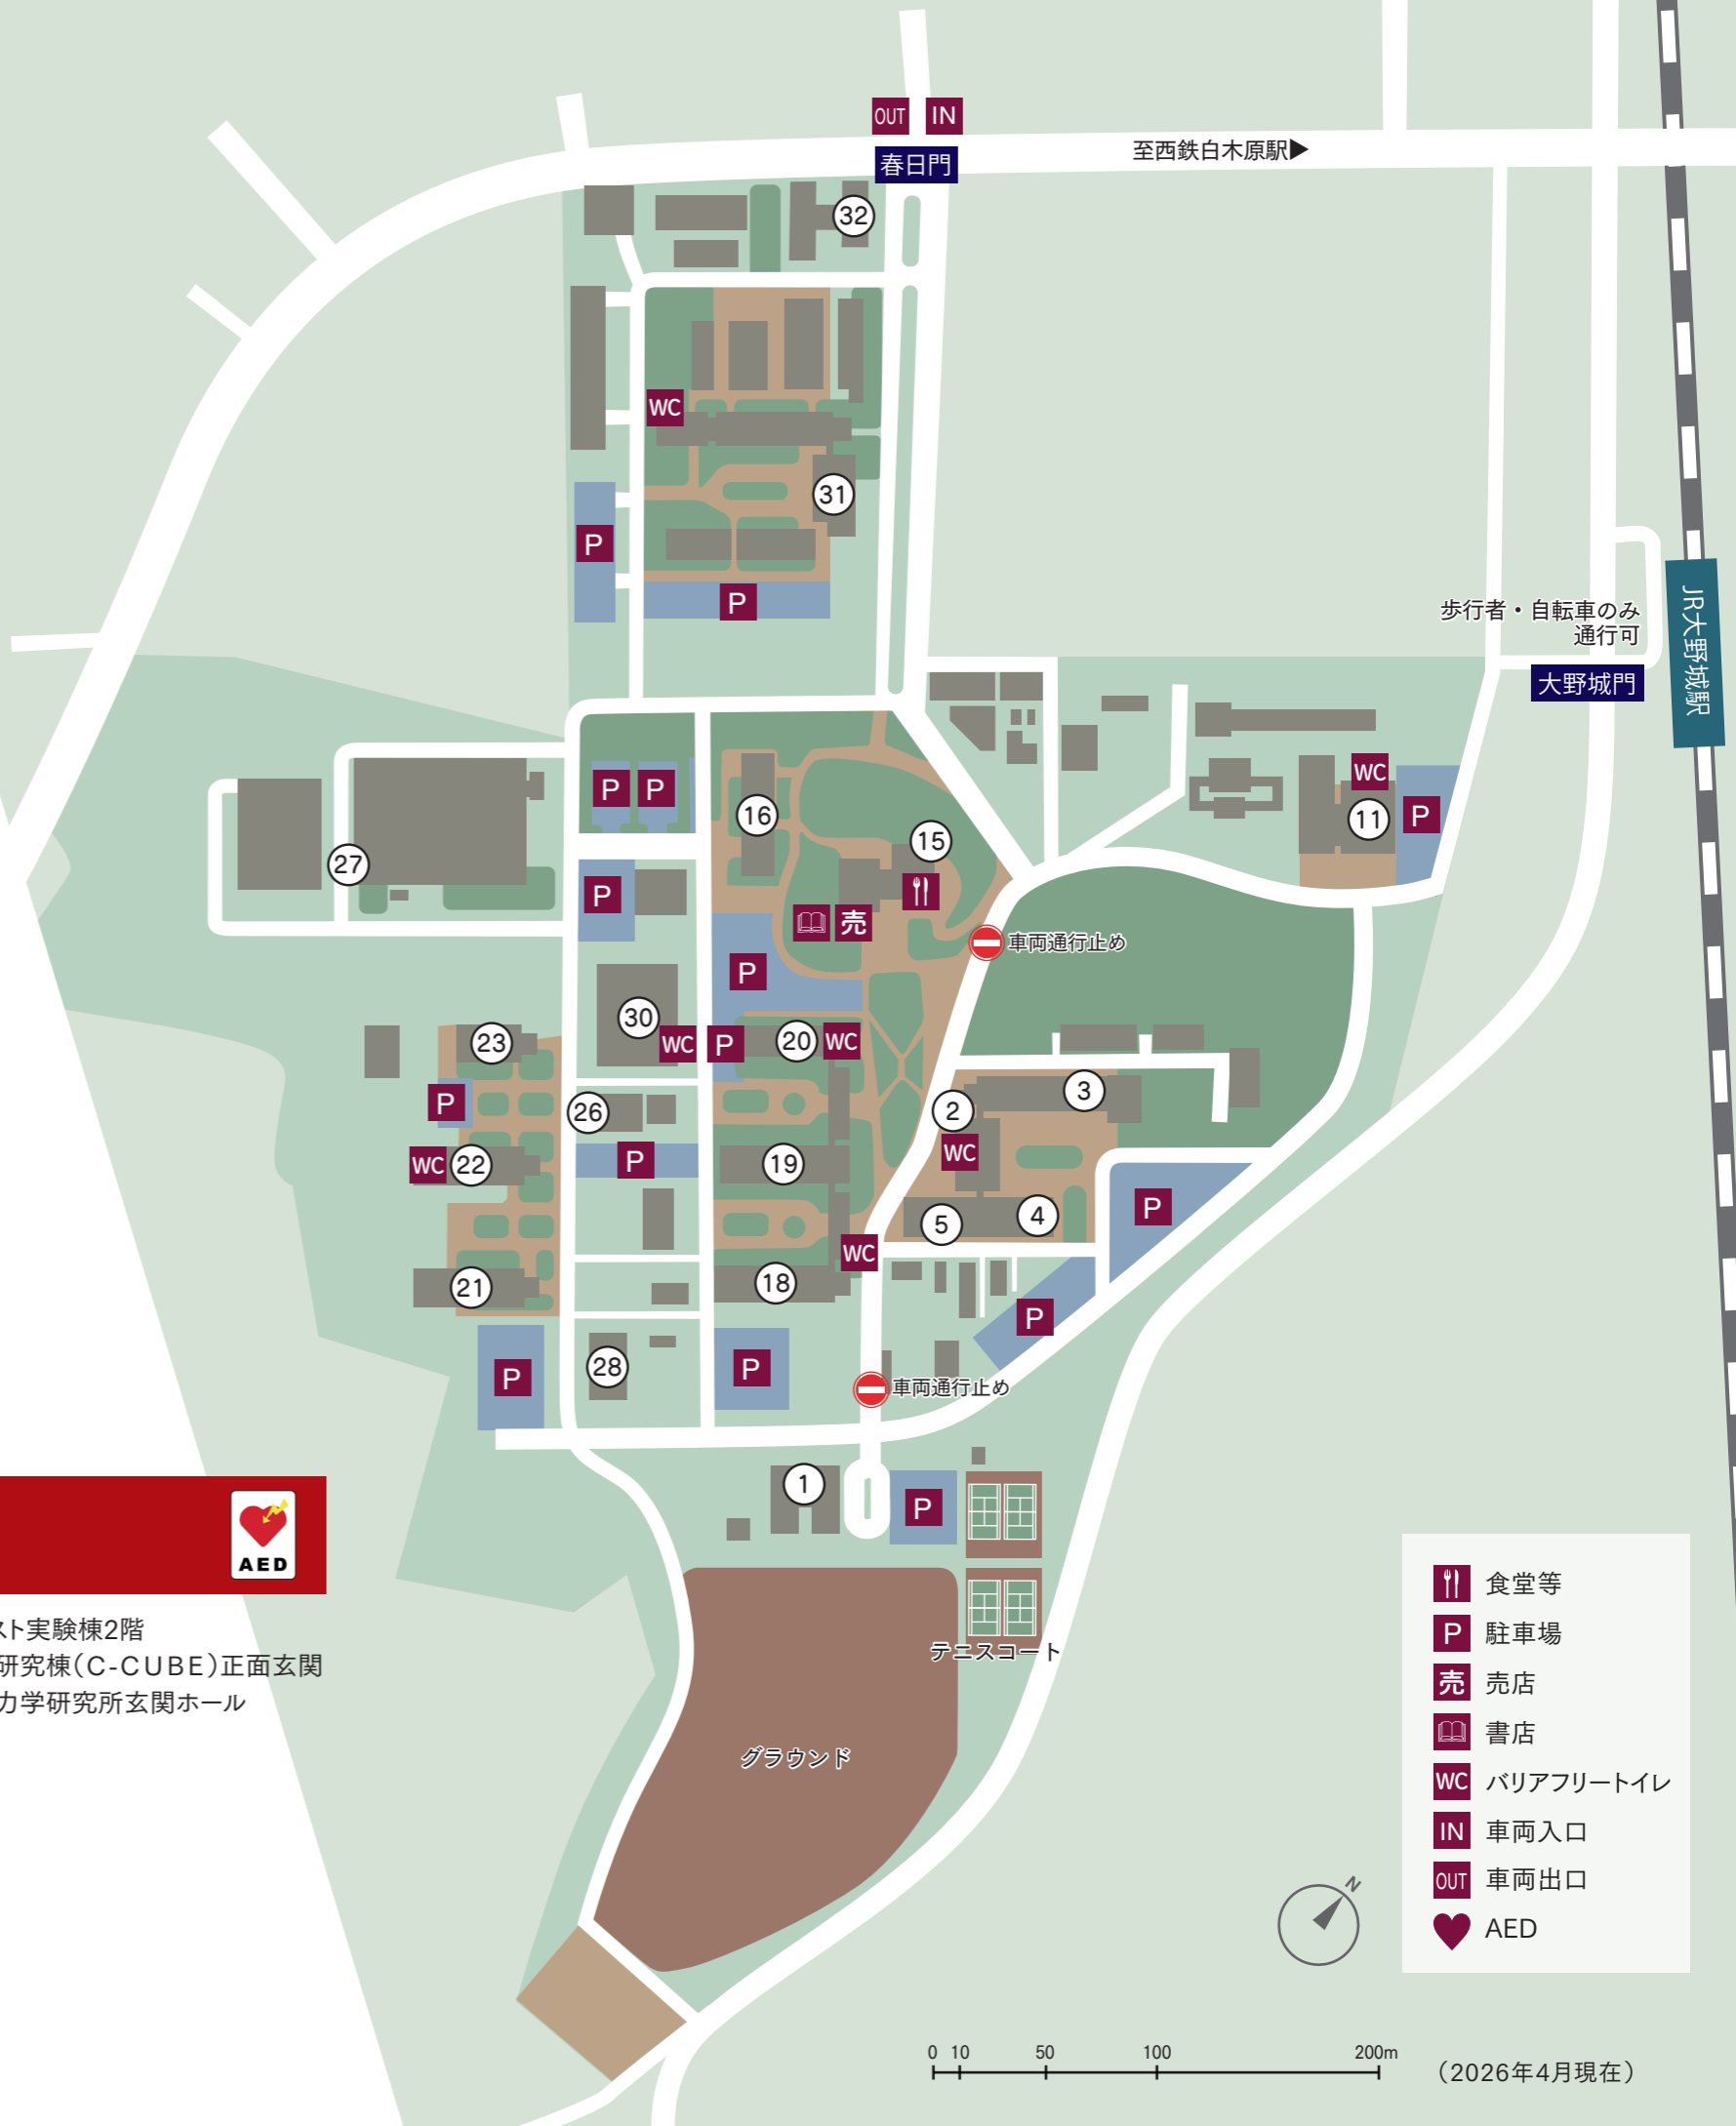 OUT IN
春日門
至西鉄白木原駅▶
32
WC
31
P
P
歩行者・自転車のみ
通行可
大野城門
JR大野城駅
P P
16
15
WC
11
P
27
P
売
車両通行止め
P
30
WC
P
20
WC
23
P
26
2
3
WC
22
P
19
WC
P
5
4
WC
21
18
P
28
P
P
車両通行止め
1
P
AED
スト実験棟2階
研究棟(C-CUBE)正面玄関
力学研究所玄関ホール
テニスコート
グラウンド
食堂等
P 駐車場
売 売店
書店
WC バリアフリートイレ
IN 車両入口
OUT 車両出口
AED
N
0 10 50 100 200m
(2026年4月現在)